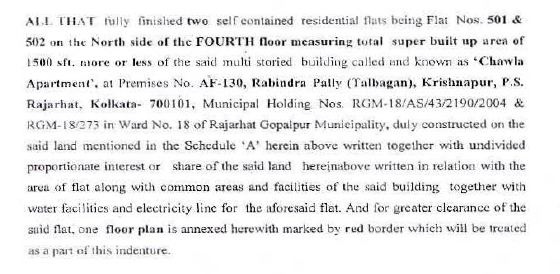 ALL THAT fully finished two self contained residential flats being Flat Nos. 501 &
502 on the North side of the FOURTH floor measuring total super built up area of
1500 sft. more or less of the said multi storied building called and known as ‘Chawla
Apartment’, at Premises No. AF-130, Rabindra Pally (Talbagan), Krishnapur, P.S.
Rajarhat, Kolkata- 700101, Municipal Holding Nos. RGM-18/AS/43/2190/2004 &
RGM-18/273 in Ward No. 18 of Rajarhat Gopalpur Municipality, duly constructed on the
said land mentioned in the Schedule ‘A’ herein above written together with undivided
proportionate interest or share of the said land hereinabove written in relation with the
area of flat along with common areas and facilities of the said building together with
water facilities and electricity line for the aforesaid flat. And for greater clearance of the
said flat, one floor plan is annexed herewith marked by red border which will be treated
as a part of this indenture.